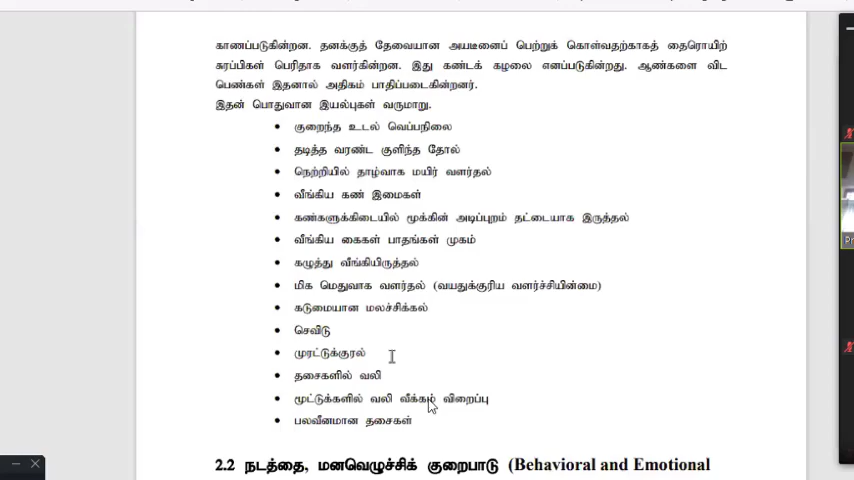 காணப்படுகின்றன. தனக்குத் தேவையான அயடீனைப் பெற்றுக் கொள்வதற்காகத் தைரொயிற்
சுரப்பிகள் பெரிதாக வளர்கின்றன. இது கண்டக் கழலை எனப்படுகின்றது. ஆண்களை விட
பெண்கள் இதனால் அதிகம் பாதிப்படைகின்றனர்.
இதன் பொதுவான இயல்புகள் வருமாறு.
• குறைந்த உடல் வெப்பநிலை
• தடித்த வரண்ட குளிந்த தோல்
• நெற்றியில் தாழ்வாக மயிர் வளர்தல்
• வீங்கிய கண் இமைகள்
• கண்களுக்கிடையில் மூக்கின் அடிப்புறம் தட்டையாக இருத்தல்
• வீங்கிய கைகள் பாதங்கள் முகம்
• கழுத்து வீங்கியிருத்தல்
• மிக மெதுவாக வளர்தல் (வயதுக்குரிய வளர்ச்சியின்மை)
• கடுமையான மலச்சிக்கல்
• செவிடு
• முரட்டுக்குரல்
• தசைகளில் வலி
• மூட்டுக்களில் வலி வீக்கம் விறைப்பு
• பலவீனமான தசைகள்
2.2 நடத்தை, மனவெழுச்சிக் குறைபாடு (Behavioral and Emotional